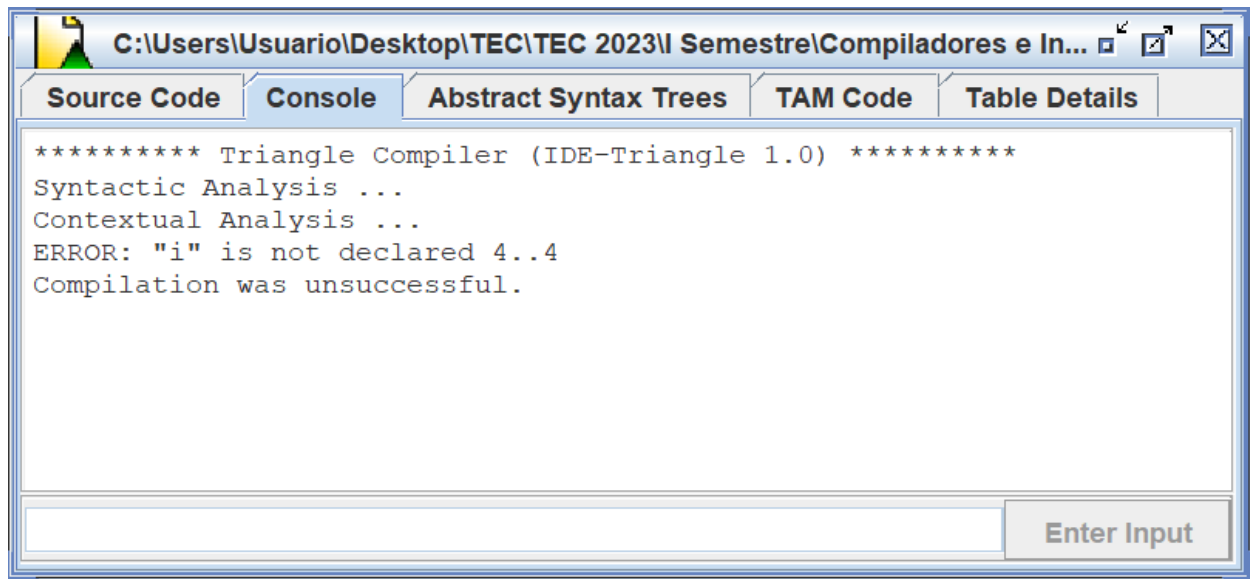 C:\Users\Usuario\Desktop\TEC\TEC 2023\I Semestre\Compiladores e In...
Source Code Console Abstract Syntax Trees TAM Code Table Details
********** Triangle Compiler (IDE-Triangle 1.0) **********
Syntactic Analysis ...
Contextual Analysis ...
ERROR: "i" is not declared 4..4
Compilation was unsuccessful.
Enter Input